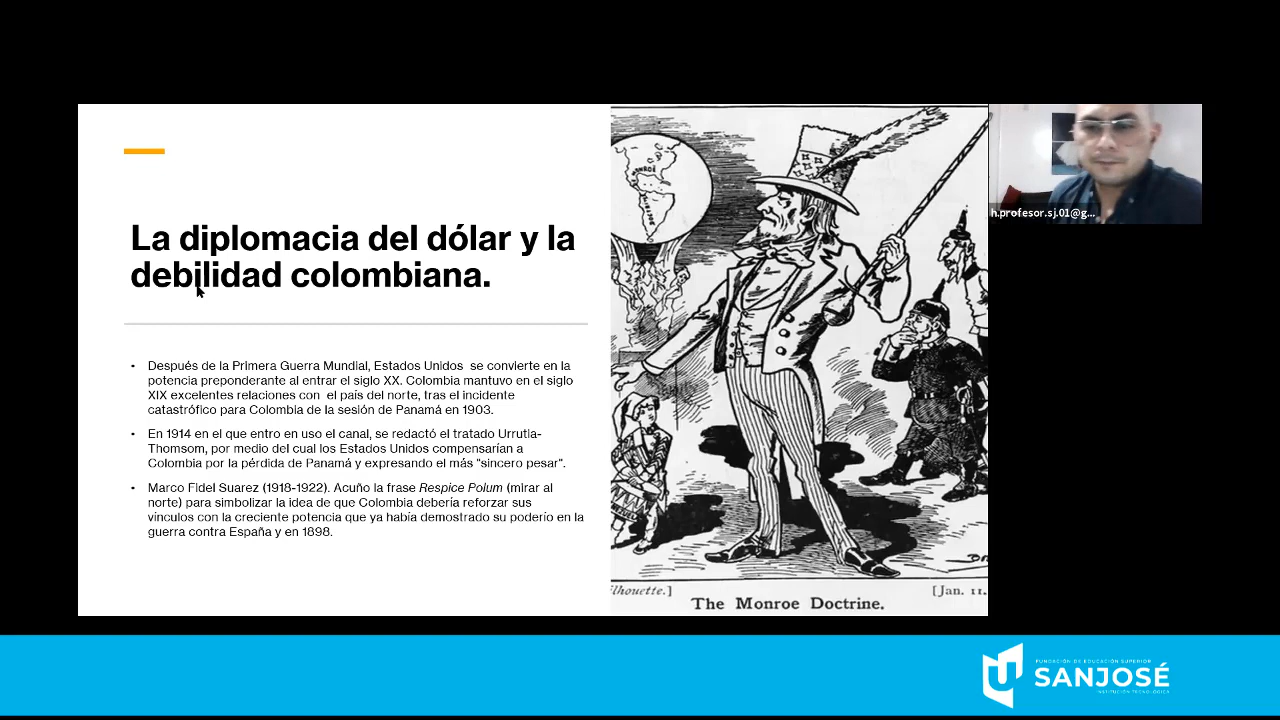 La diplomacia del dólar y la
debilidad colombiana.
• Después de la Primera Guerra Mundial, Estados Unidos se convierte en la
potencia preponderante al entrar el siglo XX. Colombia mantuvo en el siglo
XIX excelentes relaciones con el país del norte, tras el incidente
catastrófico para Colombia de la sesión de Panamá en 1903.
• En 1914 en el que entro en uso el canal, se redactó el tratado Urrutia-
Thomsom, por medio del cual los Estados Unidos compensarían a
Colombia por la pérdida de Panamá y expresando el más "sincero pesar".
• Marco Fidel Suarez (1918-1922). Acuño la frase Respice Polum (mirar al
norte) para simbolizar la idea de que Colombia debería reforzar sus
vínculos con la creciente potencia que ya había demostrado su poderío en la
guerra contra España y en 1898.
MONROE
DOCTRINE
lhouette.]
[Jan. 11.
The Monroe Doctrine.
h.profesor.sj.01@g...
FUNDACIÓN DE EDUCACIÓN SUPERIOR
SANJOSÉ
INSTITUCIÓN TECNOLÓGICA